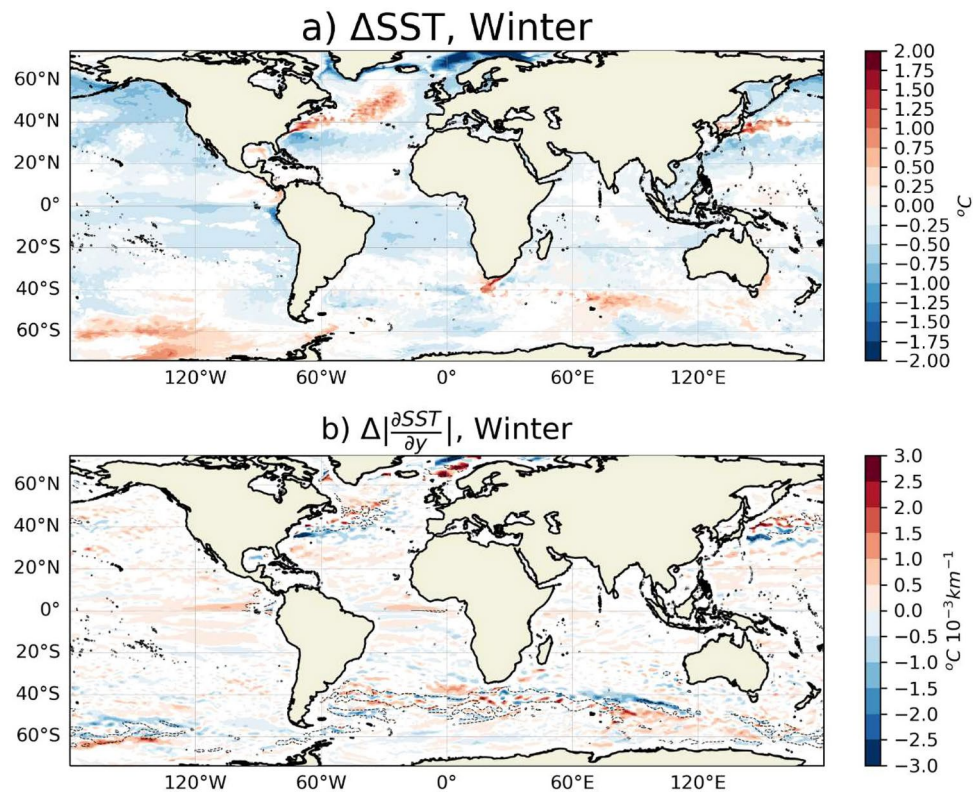 a) ΔSST, Winter
60°N
40°N
20°N
0°
20°S
40°S
60°S
120°W
60°W
0°
60°E
120°E
2.00
1.75
1.50
1.25
1.00
0.75
0.50
0.25
0.00
−0.25
−0.50
−0.75
−1.00
−1.25
−1.50
−1.75
−2.00
°C
b) Δ|∂SST/∂y|, Winter
60°N
40°N
20°N
0°
20°S
40°S
60°S
120°W
60°W
0°
60°E
120°E
3.0
2.5
2.0
1.5
1.0
0.5
0.0
−0.5
−1.0
−1.5
−2.0
−2.5
−3.0
°C 10⁻³km⁻¹